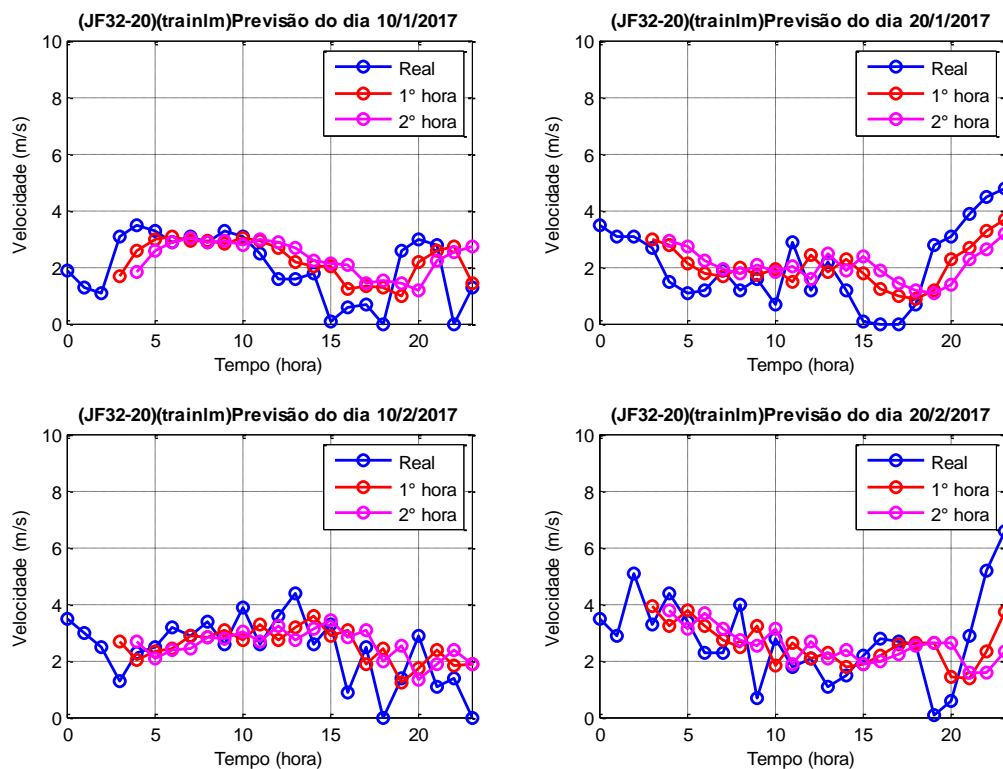 (JF32-20)(trainlm)Previsão do dia 10/1/2017
10
8
6
4
2
0
Velocidade (m/s)
Real
1° hora
2° hora
0 5 10 15 20
Tempo (hora)
(JF32-20)(trainlm)Previsão do dia 20/1/2017
10
8
6
4
2
0
Velocidade (m/s)
Real
1° hora
2° hora
0 5 10 15 20
Tempo (hora)
(JF32-20)(trainlm)Previsão do dia 10/2/2017
10
8
6
4
2
0
Velocidade (m/s)
Real
1° hora
2° hora
0 5 10 15 20
Tempo (hora)
(JF32-20)(trainlm)Previsão do dia 20/2/2017
10
8
6
4
2
0
Velocidade (m/s)
Real
1° hora
2° hora
0 5 10 15 20
Tempo (hora)